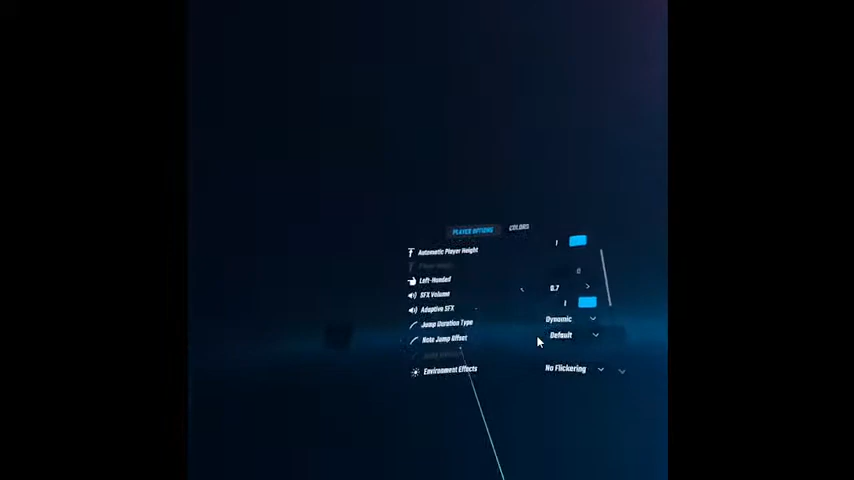 PLAYER OPTIONS COLORS
Automatic Player Height I
Left-Handed 0
SFX Volume 0.7
Adaptive SFX I
Jump Duration Type Dynamic
Note Jump Offset Default
Environment Effects No Flickering